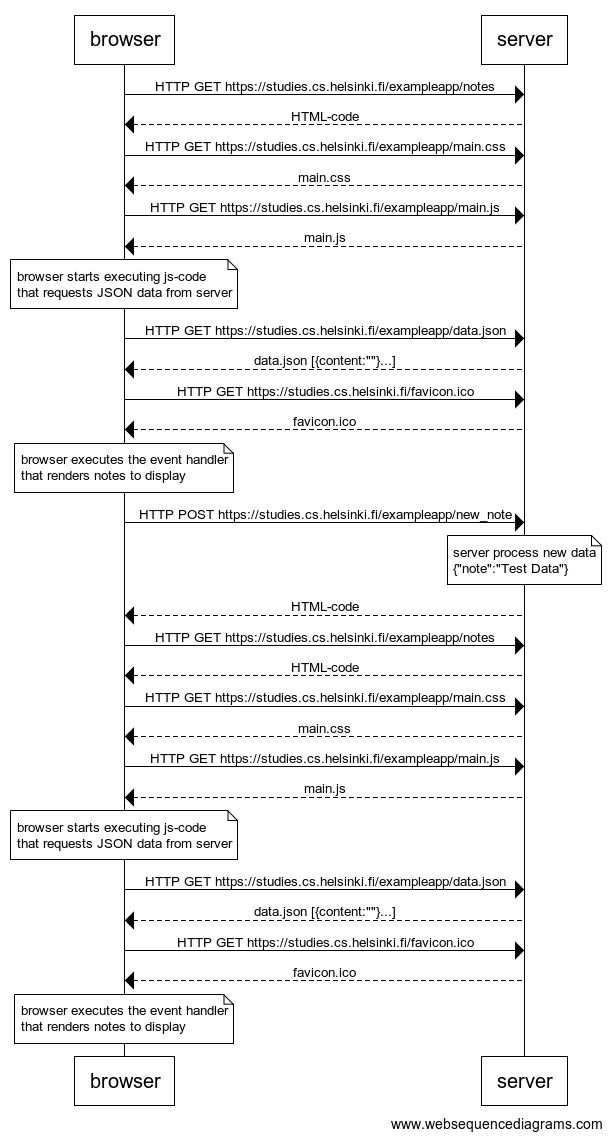 browser
server
HTTP GET https://studies.cs.helsinki.fi/exampleapp/notes
HTML-code
HTTP GET https://studies.cs.helsinki.fi/exampleapp/main.css
main.css
HTTP GET https://studies.cs.helsinki.fi/exampleapp/main.js
main.js
browser starts executing js-code
that requests JSON data from server
HTTP GET https://studies.cs.helsinki.fi/exampleapp/data.json
data.json [{content:""}...]
HTTP GET https://studies.cs.helsinki.fi/favicon.ico
favicon.ico
browser executes the event handler
that renders notes to display
HTTP POST https://studies.cs.helsinki.fi/exampleapp/new_note
server process new data
{"note":"Test Data"}
HTML-code
HTTP GET https://studies.cs.helsinki.fi/exampleapp/notes
HTML-code
HTTP GET https://studies.cs.helsinki.fi/exampleapp/main.css
main.css
HTTP GET https://studies.cs.helsinki.fi/exampleapp/main.js
main.js
browser starts executing js-code
that requests JSON data from server
HTTP GET https://studies.cs.helsinki.fi/exampleapp/data.json
data.json [{content:""}...]
HTTP GET https://studies.cs.helsinki.fi/favicon.ico
favicon.ico
browser executes the event handler
that renders notes to display
browser
server
www.websequencediagrams.com